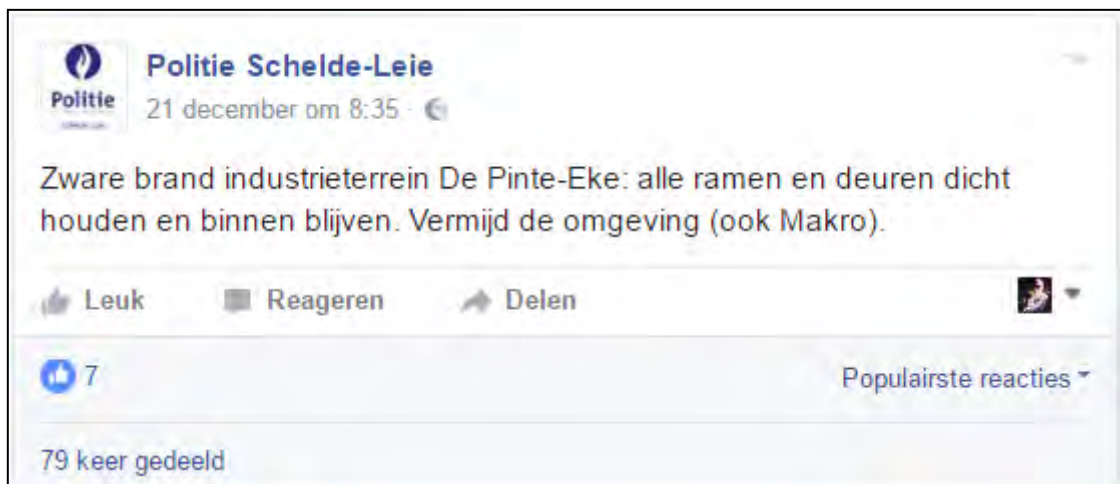 Politie
Politie Schelde-Leie
21 december om 8:35 ·
Zware brand industrieterrein De Pinte-Eke: alle ramen en deuren dicht
houden en binnen blijven. Vermijd de omgeving (ook Makro).
Leuk Reageren Delen
7 Populairste reacties
79 keer gedeeld